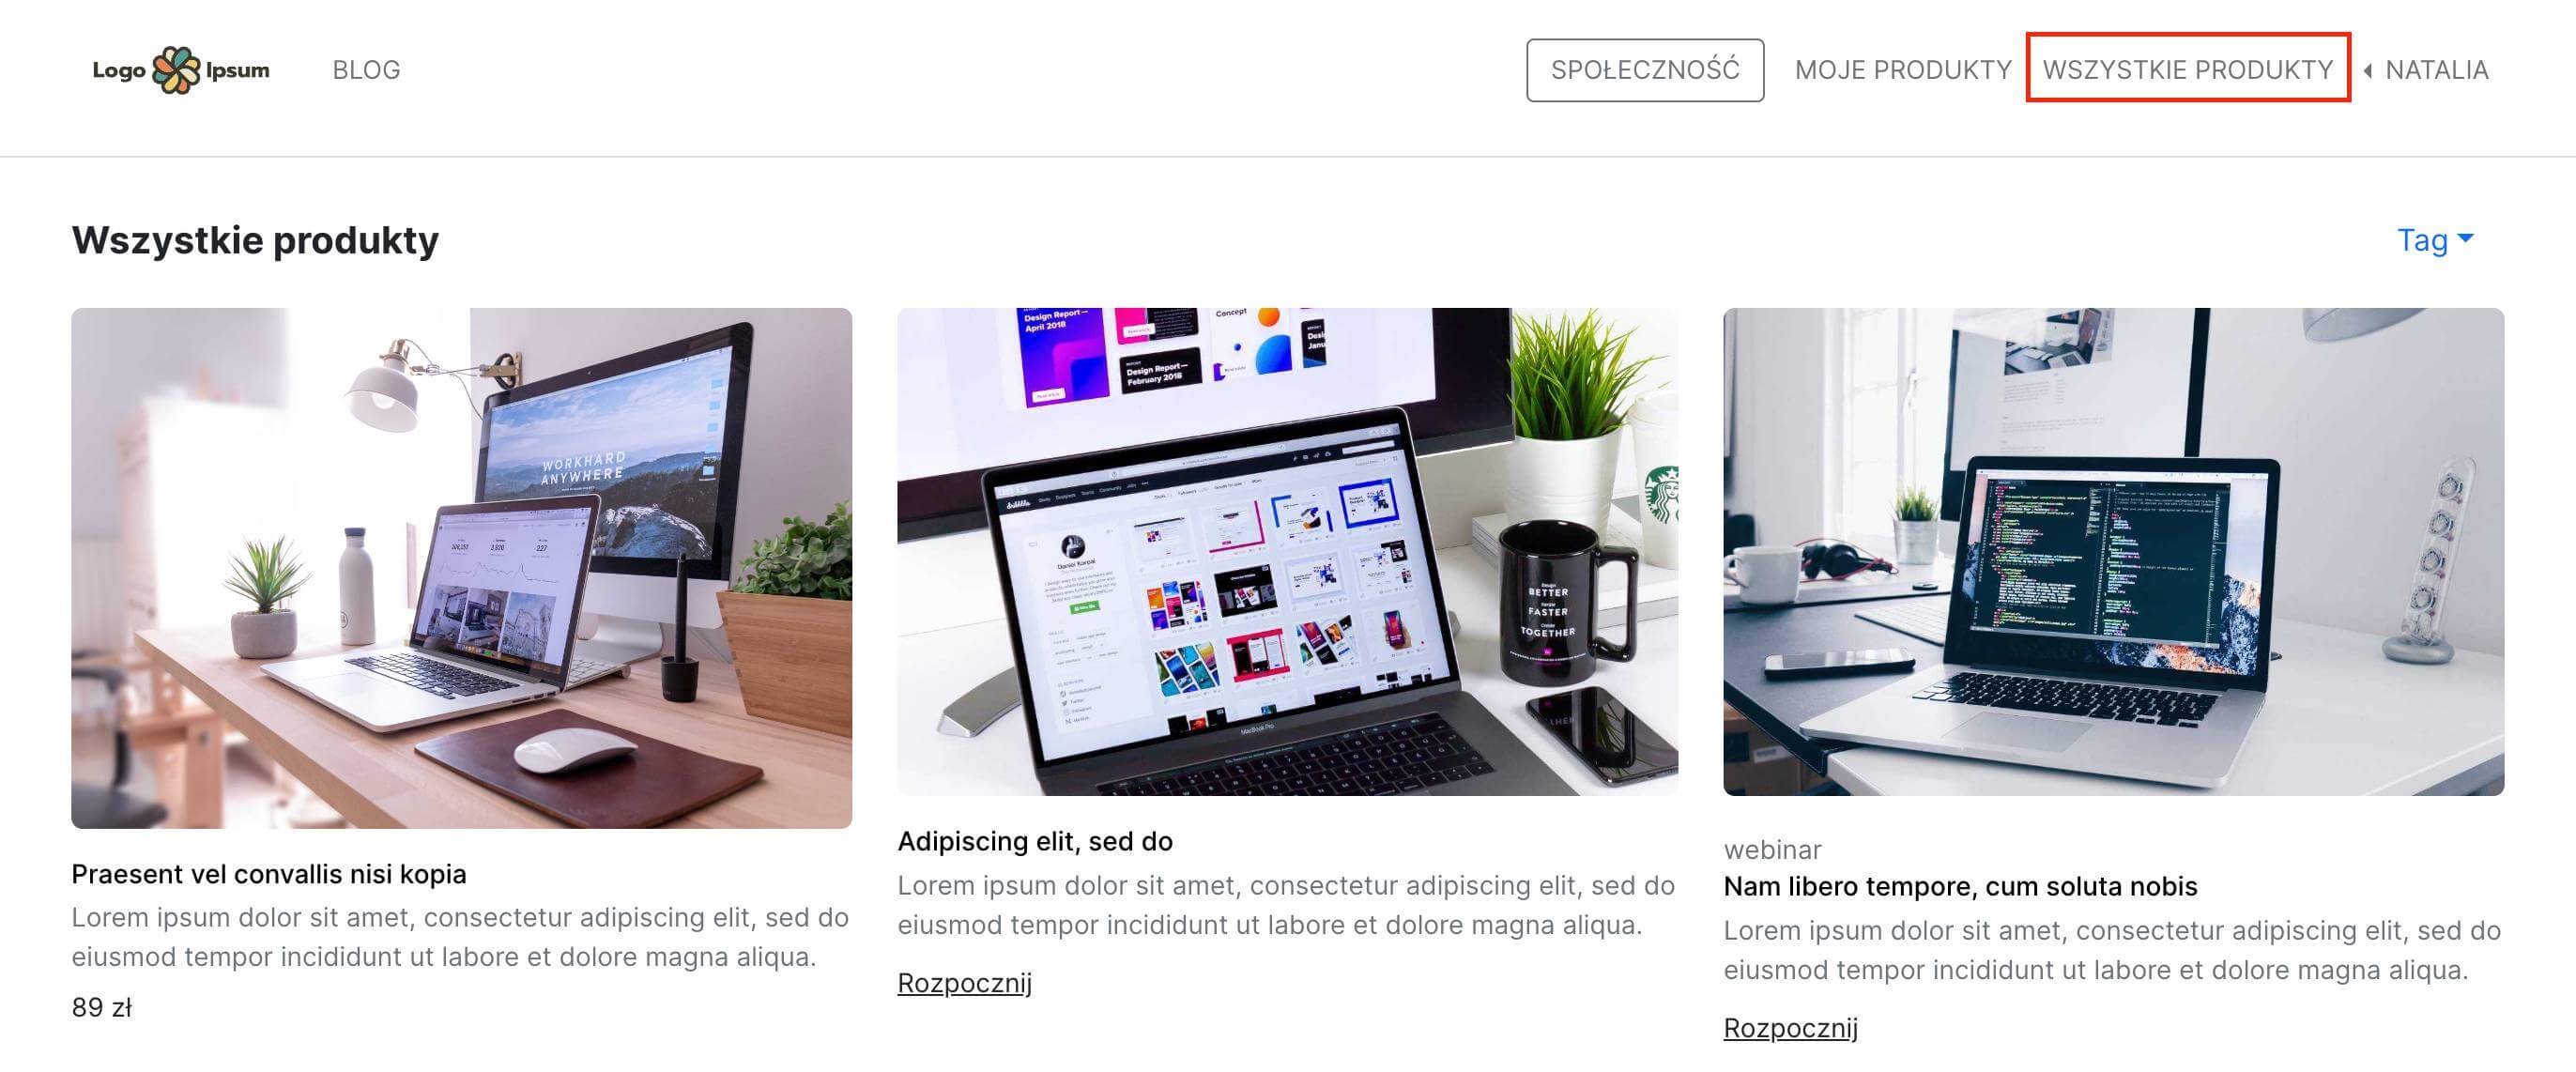 Logo Ipsum
BLOG
SPOŁECZNOŚĆ
MOJE PRODUKTY
WSZYSTKIE PRODUKTY
NATALIA
Wszystkie produkty
Tag
WORKHARD
ANYWHERE
Design Report—
April 2018
Report—
February 2018
Concept
BETTER
FASTER
TOGETHER
MacBook Pro
Praesent vel convallis nisi kopia
Lorem ipsum dolor sit amet, consectetur adipiscing elit, sed do
eiusmod tempor incididunt ut labore et dolore magna aliqua.
89 zł
Adipiscing elit, sed do
Lorem ipsum dolor sit amet, consectetur adipiscing elit, sed do
eiusmod tempor incididunt ut labore et dolore magna aliqua.
Rozpocznij
webinar
Nam libero tempore, cum soluta nobis
Lorem ipsum dolor sit amet, consectetur adipiscing elit, sed do
eiusmod tempor incididunt ut labore et dolore magna aliqua.
Rozpocznij